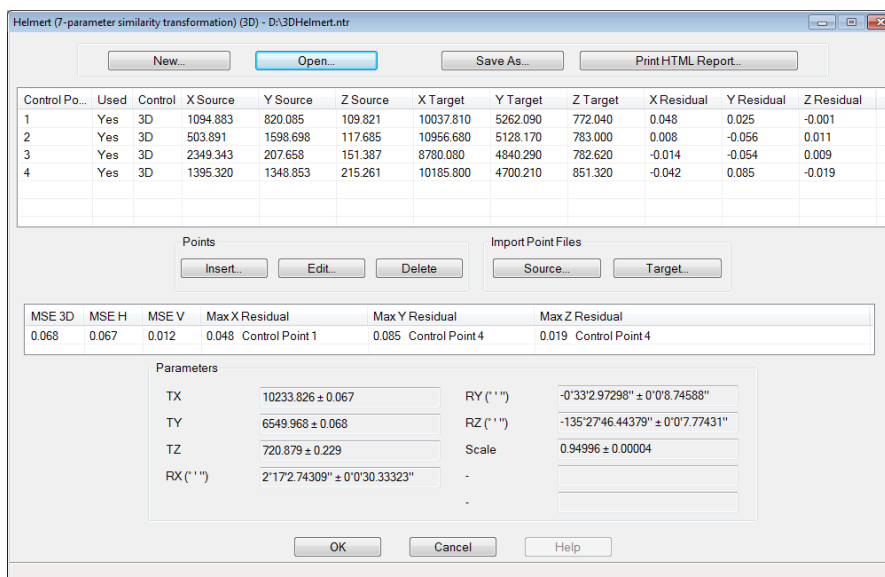 Helmert (7-parameter similarity transformation) (3D) - D:\3DHelmert.ntr
New... Open... Save As... Print HTML Report...
Control Po... Used Control X Source Y Source Z Source X Target Y Target Z Target X Residual Y Residual Z Residual
1 Yes 3D 1094.883 820.085 109.821 10037.810 5262.090 772.040 0.048 0.025 -0.001
2 Yes 3D 503.891 1598.698 117.685 10956.680 5128.170 783.000 0.008 -0.056 0.011
3 Yes 3D 2349.343 207.658 151.387 8780.080 4840.290 782.620 -0.014 -0.054 0.009
4 Yes 3D 1395.320 1348.853 215.261 10185.800 4700.210 851.320 -0.042 0.085 -0.019
Points Import Point Files
Insert... Edit... Delete Source... Target...
MSE 3D MSE H MSE V Max X Residual Max Y Residual Max Z Residual
0.068 0.067 0.012 0.048 Control Point 1 0.085 Control Point 4 0.019 Control Point 4
Parameters
TX 10233.826 ± 0.067 RY (° ' '') -0°33'2.97298'' ± 0°0'8.74588''
TY 6549.968 ± 0.068 RZ (° ' '') -135°27'46.44379'' ± 0°0'7.77431''
TZ 720.879 ± 0.229 Scale 0.94996 ± 0.00004
RX (° ' '') 2°17'2.74309'' ± 0°0'30.33323'' -
-
OK Cancel Help